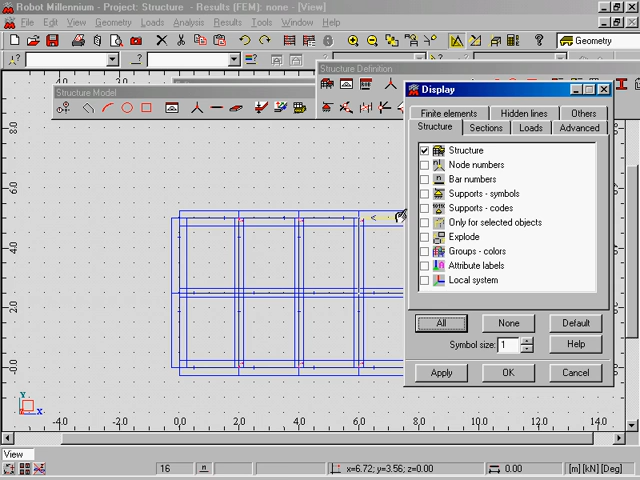 Robot Millennium - Project: Structure - Results (FEM): none - [View]
File Edit View Geometry Loads Analysis Results Tools Window Help
Geometry
Structure Definition
Structure Model
Display
Finite elements Hidden lines Others
Structure Sections Loads Advanced
Structure
Node numbers
Bar numbers
Supports - symbols
Supports - codes
Only for selected objects
Explode
Groups - colors
Attribute labels
Local system
All None Default
Symbol size: 1 Help
Apply OK Cancel
8.0
6.0
4.0
2.0
-0.0
Y
X
-4.0 -2.0 0.0 2.0 4.0 6.0 8.0 10.0 12.0 14.0
View
16 x=6.72; y=3.56; z=0.00 0.00 [m] [kN] [Deg]